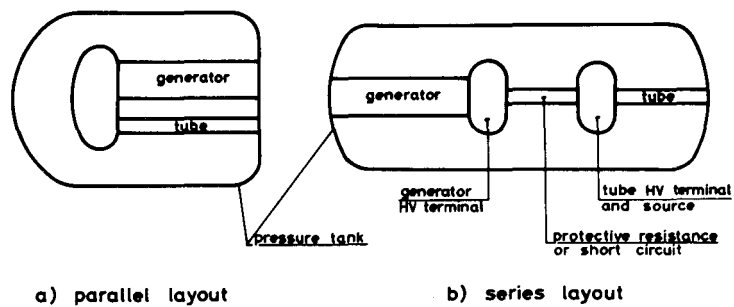 generator
tube
generator
tube
generator
HV terminal
tube HV terminal
and source
pressure tank
protective resistance
or short circuit
a) parallel layout
b) series layout